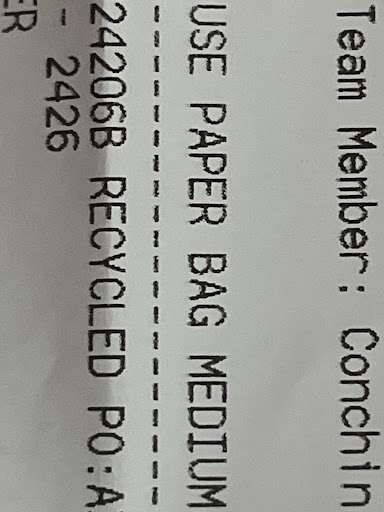 Team Member: Conchin
USE PAPER BAG MEDIUM
----------------
24206B RECYCLED PO:A
- 2426
ER